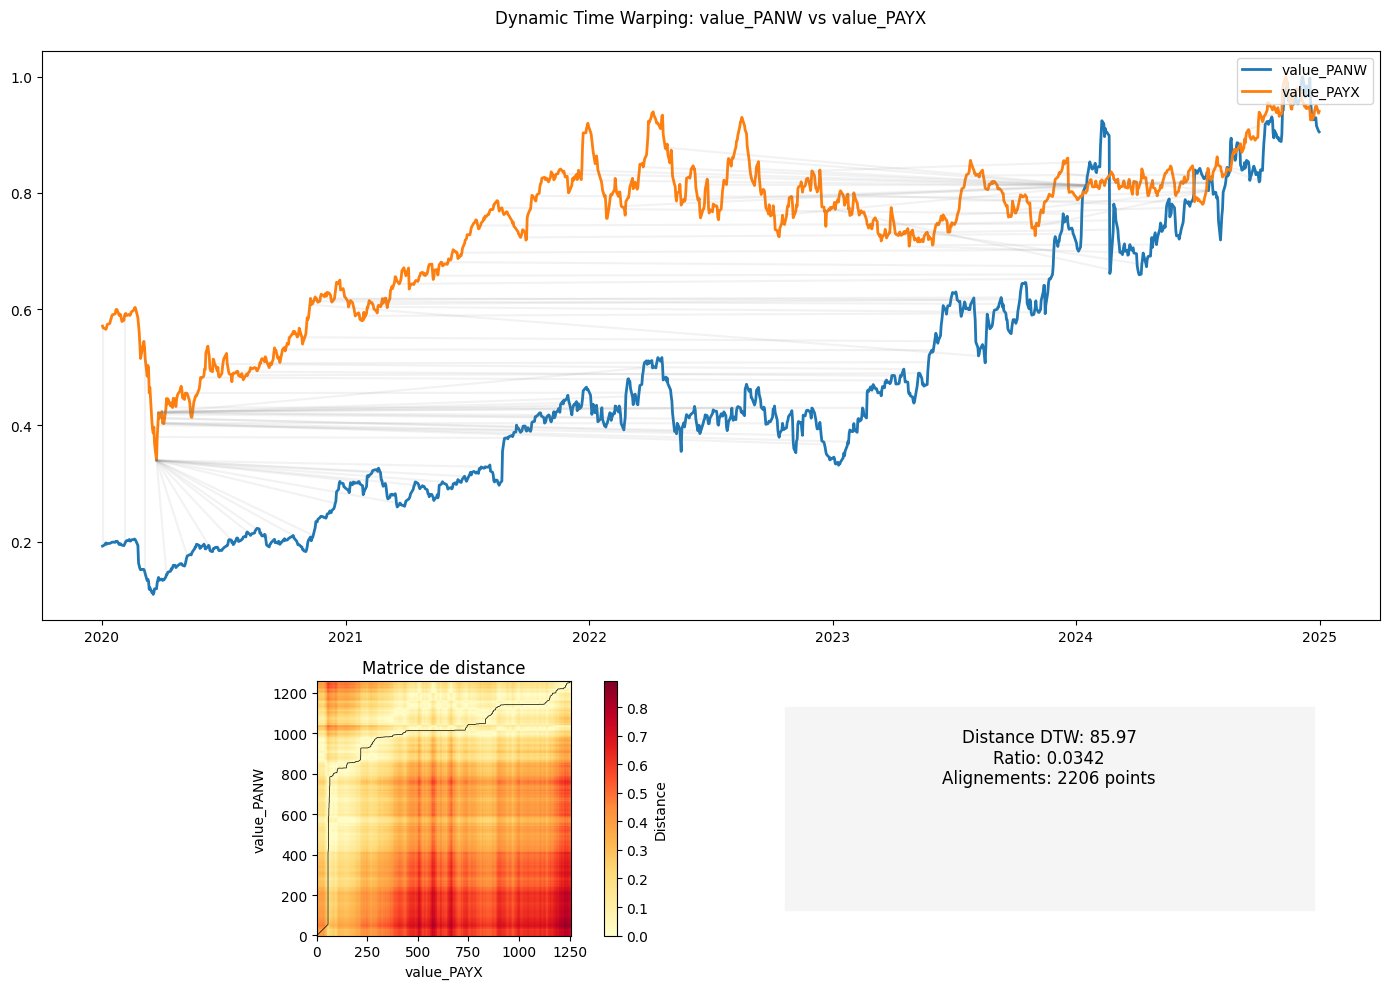 Dynamic Time Warping: value_PANW vs value_PAYX
1.0
0.8
0.6
0.4
0.2
value_PANW
value_PAYX
2020 2021 2022 2023 2024 2025
Matrice de distance
1200
1000
800
600
400
200
0
value_PANW
0 250 500 750 1000 1250
value_PAYX
0.8
0.7
0.6
0.5
0.4
0.3
0.2
0.1
0.0
Distance
Distance DTW: 85.97
Ratio: 0.0342
Alignements: 2206 points